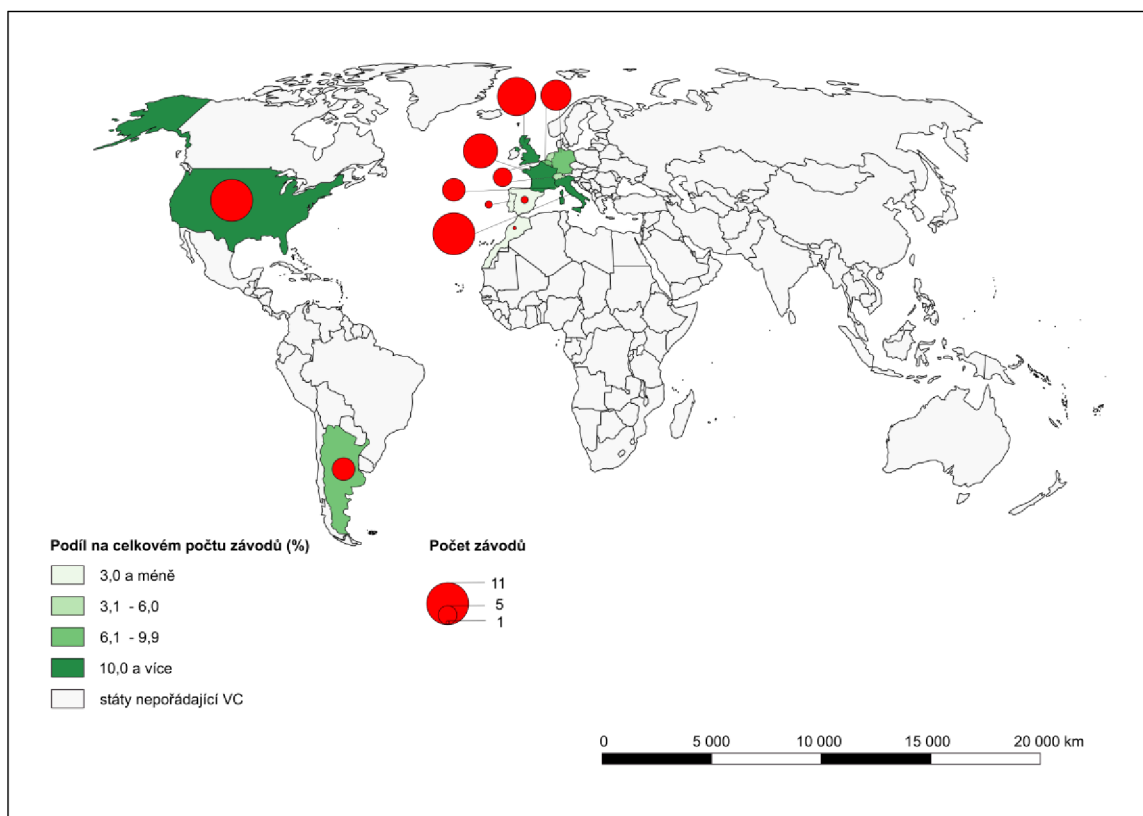 Podíl na celkovém počtu závodů (%)
3,0 a méně
3,1 - 6,0
6,1 - 9,9
10,0 a více
státy nepořádající VC
Počet závodů
11
5
1
0 5 000 10 000 15 000 20 000 km